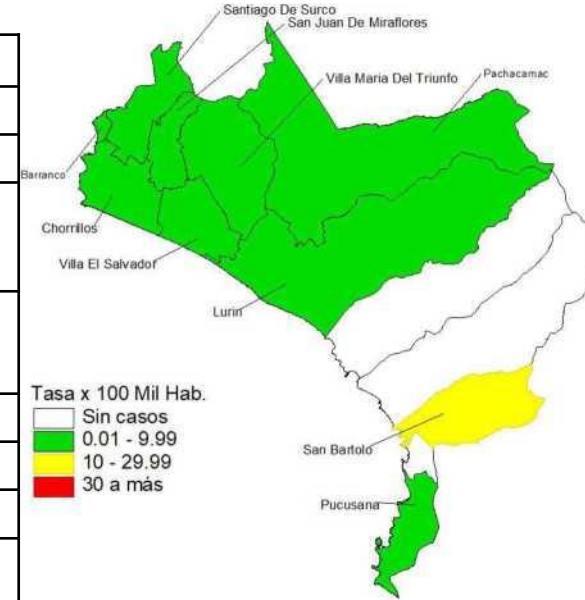 Santiago De Surco
San Juan De Miraflores
Villa Maria Del Triunfo
Pachacamac
Barranco
Chorrillos
Villa El Salvador
Lurin
Tasa x 100 Mil Hab.
Sin casos
0.01 - 9.99
10 - 29.99
30 a más
San Bartolo
Pucusana